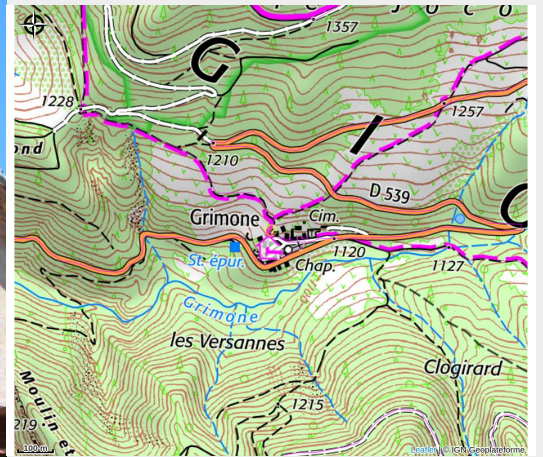 1357
J O C O
G
1228
1257
ond
1210
I
D 539
Grimone
Cim.
O
St. épur.
1120
Chap.
1127
Grimone
les Versannes
Clogirard
Moulin et
1215
219
100 m
Leaflet | © IGN Geoplateforme